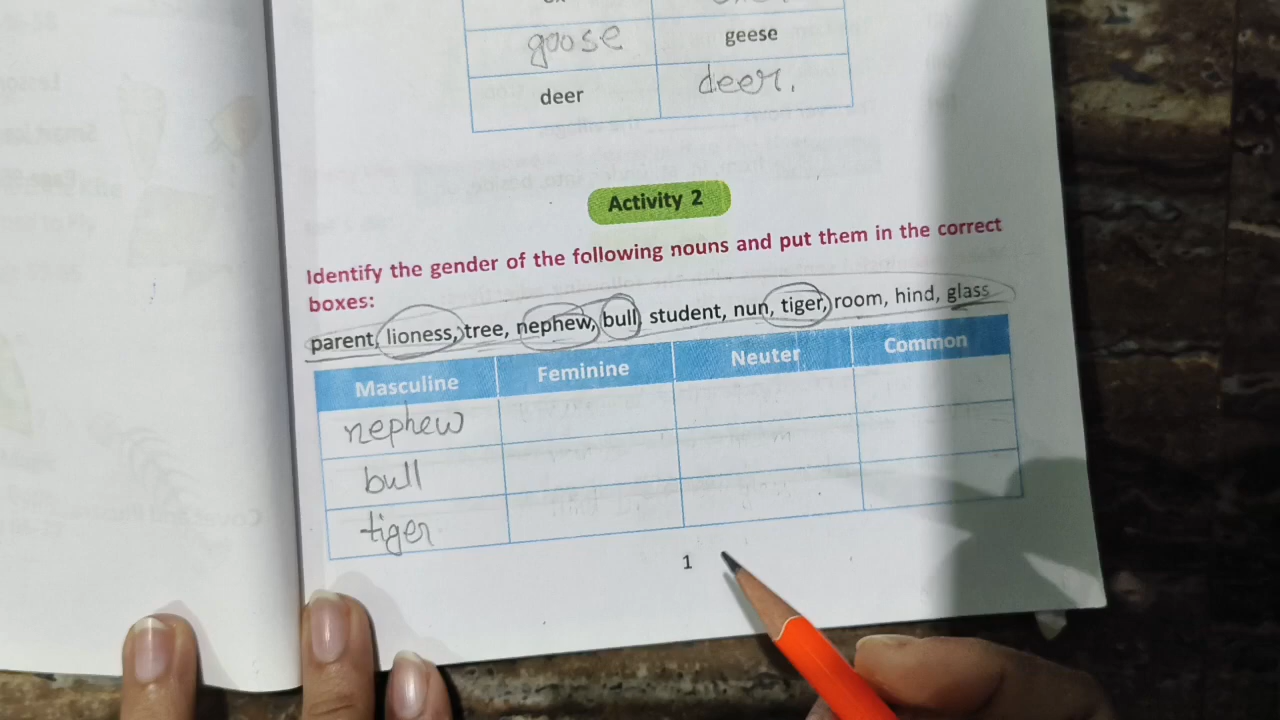 goose geese
deer deer.
Activity 2
Identify the gender of the following nouns and put them in the correct
boxes:
parent, lioness, tree, nephew, bull, student, nun, tiger, room, hind, glass
Masculine Feminine Neuter Common
nephew
bull
tiger
1